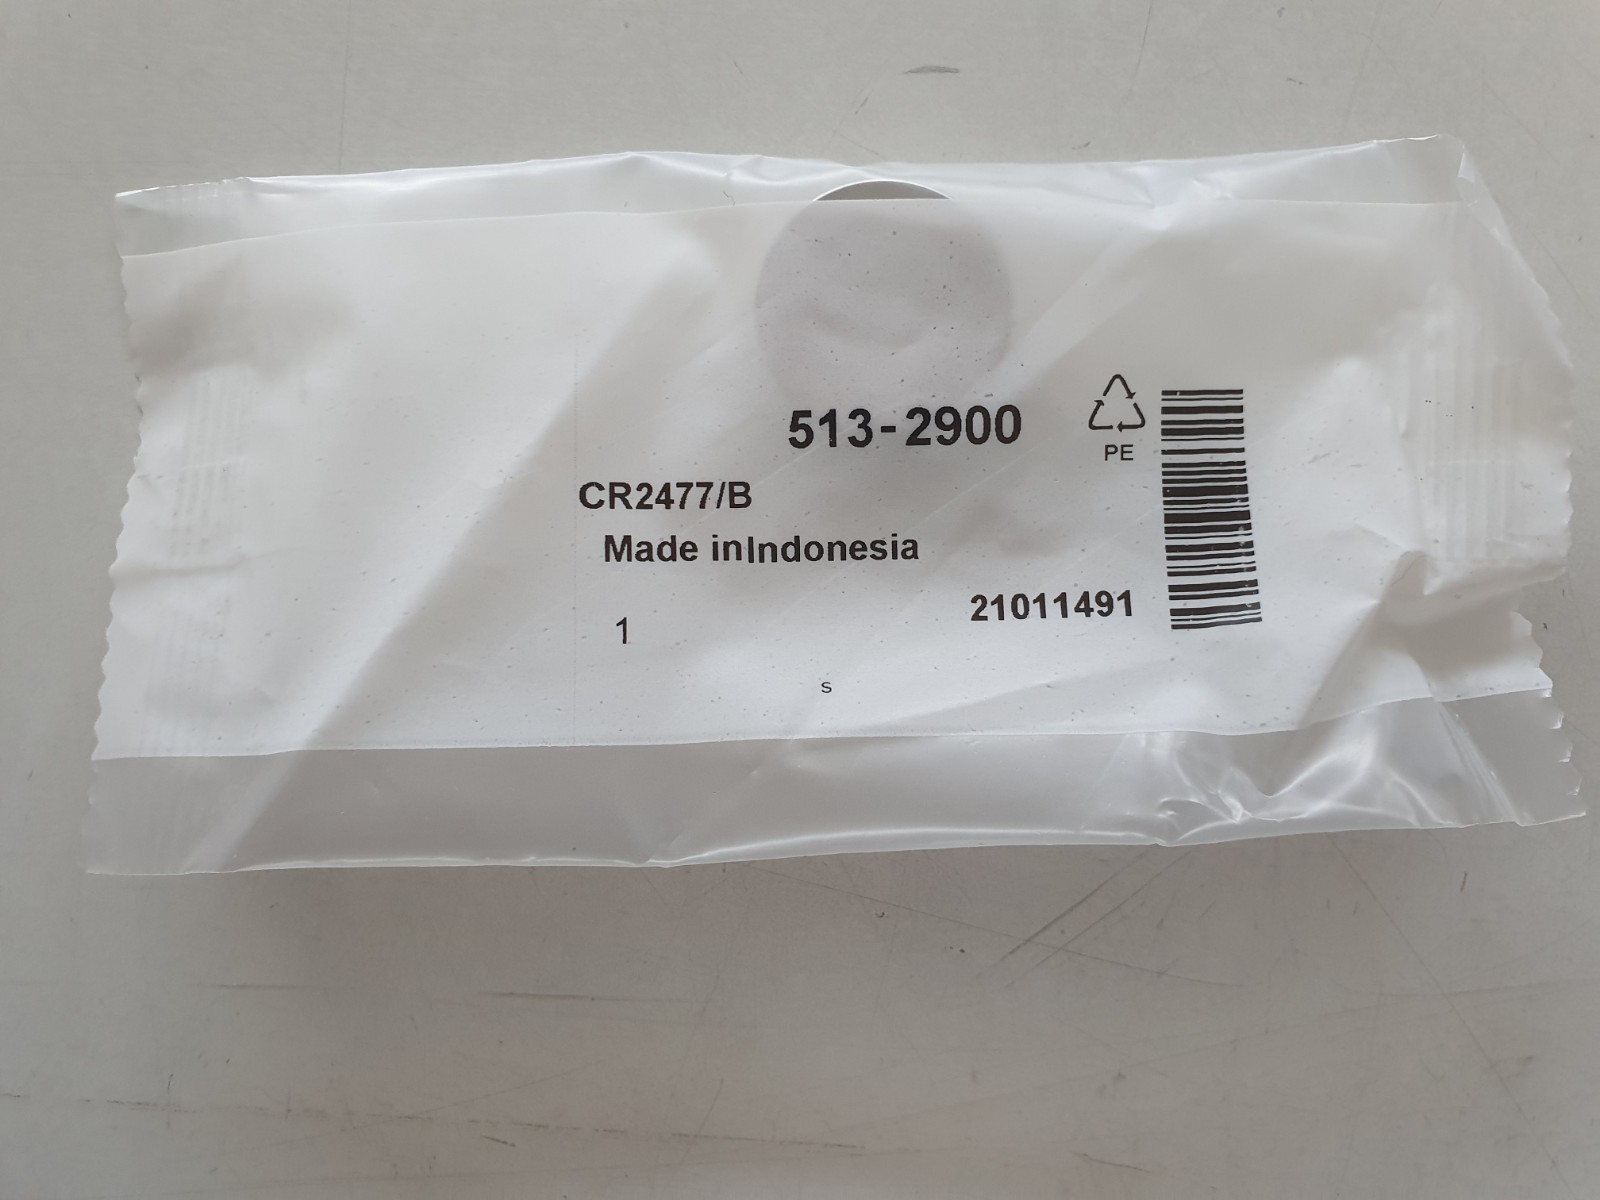 513-2900
PE
CR2477/B
Made inIndonesia
21011491
1
s